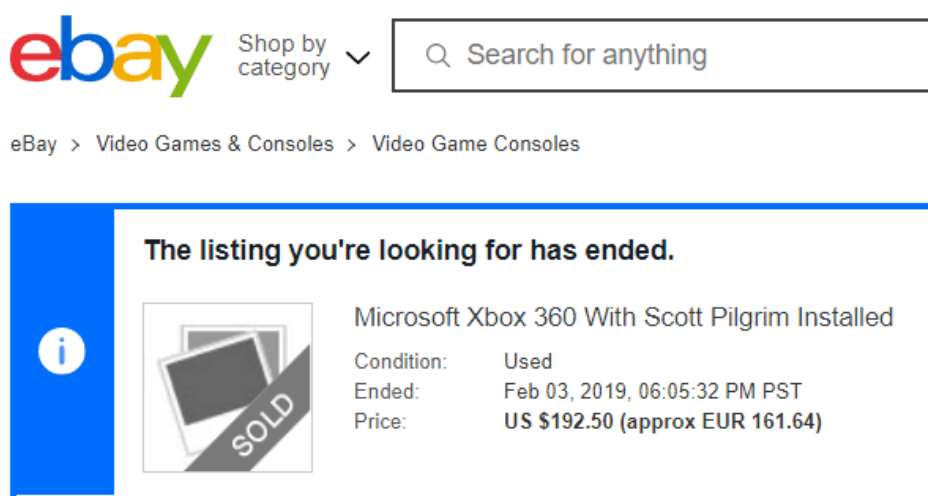 ebay
Shop by
category
Search for anything
eBay > Video Games & Consoles > Video Game Consoles
The listing you're looking for has ended.
i
SOLD
Microsoft Xbox 360 With Scott Pilgrim Installed
Condition: Used
Ended: Feb 03, 2019, 06:05:32 PM PST
Price: US $192.50 (approx EUR 161.64)